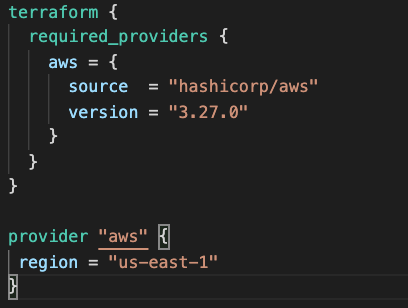 terraform {
  required_providers {
    aws = {
      source  = "hashicorp/aws"
      version = "3.27.0"
    }
  }
}

provider "aws" {
 region = "us-east-1"
}